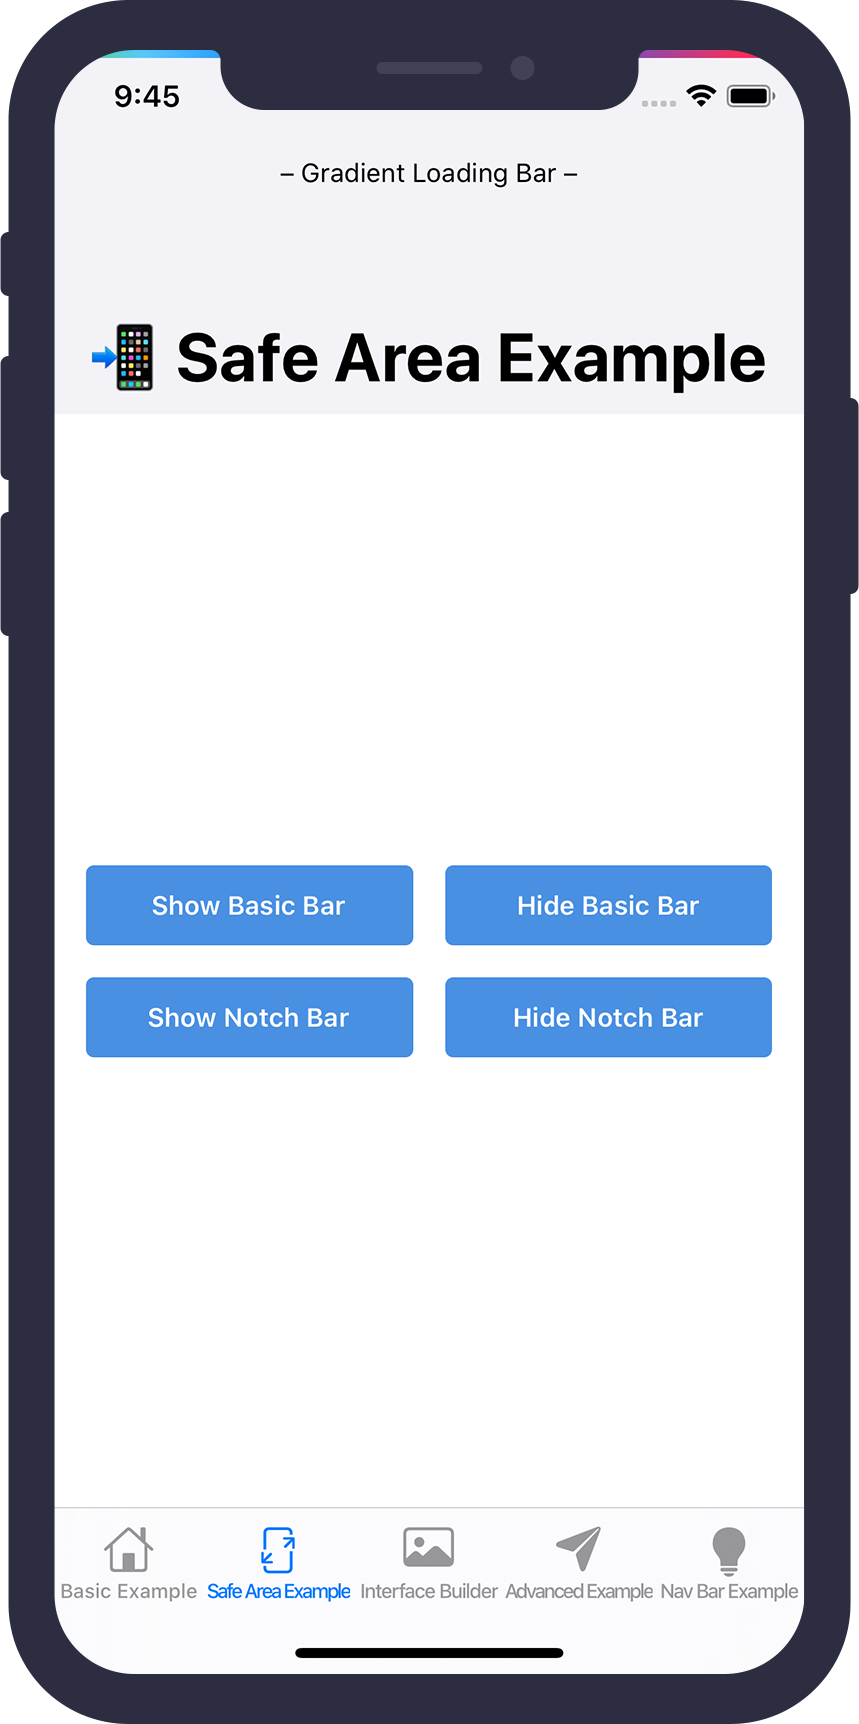 9:45
– Gradient Loading Bar –
Safe Area Example
Show Basic Bar
Hide Basic Bar
Show Notch Bar
Hide Notch Bar
Basic Example
Safe Area Example
Interface Builder
Advanced Example
Nav Bar Example